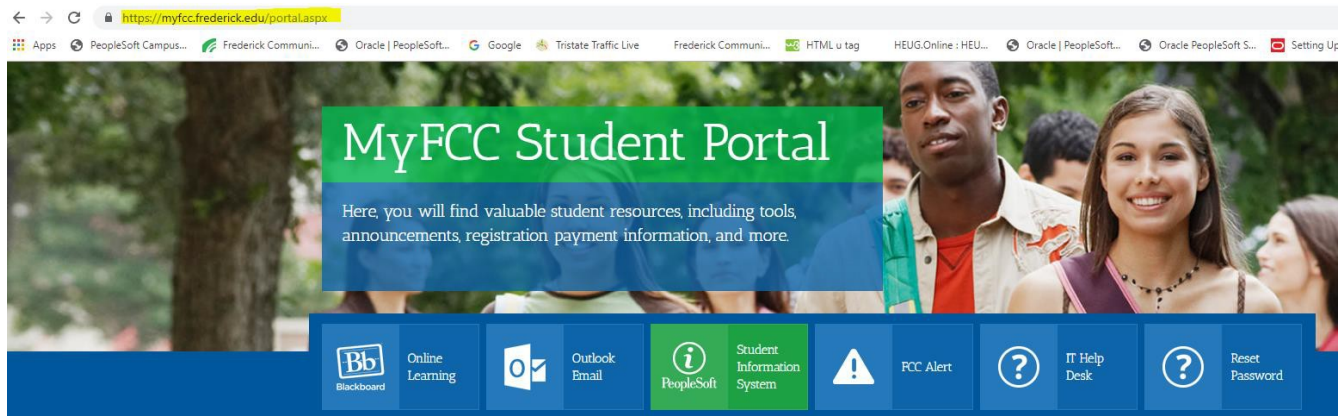 https://myfcc.frederick.edu/portal.aspx
Apps PeopleSoft Campus... Frederick Communi... Oracle | PeopleSoft... Google Tristate Traffic Live Frederick Communi... HTML u tag HEUG.Online : HEU... Oracle | PeopleSoft... Oracle PeopleSoft S... Setting Up
MyFCC Student Portal
Here, you will find valuable student resources, including tools,
announcements, registration payment information, and more.
Bb
Blackboard
Online
Learning
Outlook
Email
PeopleSoft
Student
Information
System
FCC Alert
IT Help
Desk
Reset
Password